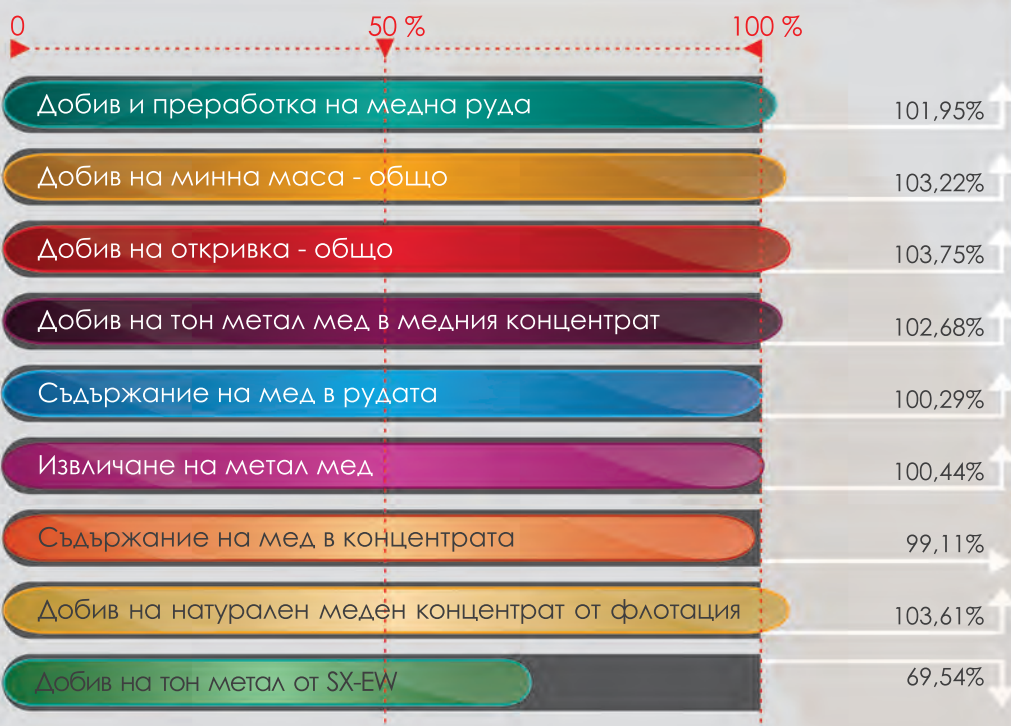 0 50 % 100 %
Добив и преработка на медна руда 101,95%
Добив на минна маса - общо 103,22%
Добив на откривка - общо 103,75%
Добив на тон метал мед в медния концентрат 102,68%
Съдържание на мед в рудата 100,29%
Извличане на метал мед 100,44%
Съдържание на мед в концентрата 99,11%
Добив на натурален меден концентрат от флотация 103,61%
Добив на тон метал от SX-EW 69,54%